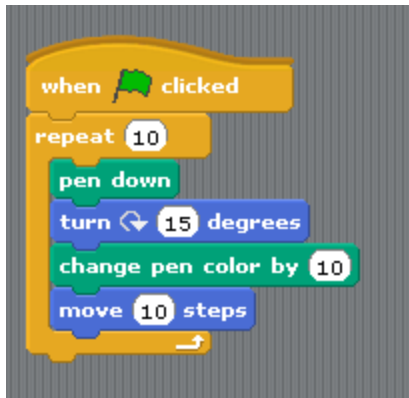 when clicked
repeat 10
pen down
turn 15 degrees
change pen color by 10
move 10 steps